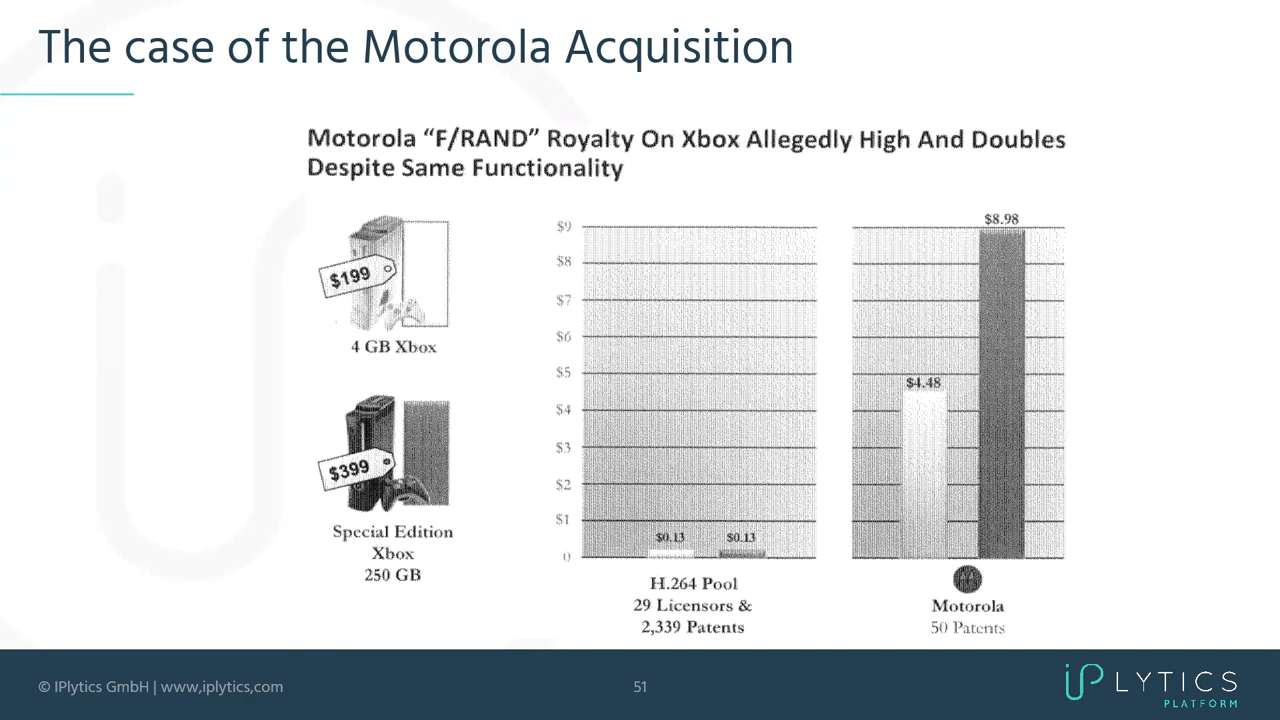 The case of the Motorola Acquisition
Motorola “F/RAND” Royalty On Xbox Allegedly High And Doubles
Despite Same Functionality
$199
4 GB Xbox
$399
Special Edition
Xbox
250 GB
$9
$8
$7
$6
$5
$4
$3
$2
$1
0
$0.13
$0.13
H.264 Pool
29 Licensors &
2,339 Patents
$8.98
$4.48
Motorola
50 Patents
© IPlytics GmbH | www,iplytics,com
51
iPLYTICS
PLATFORM